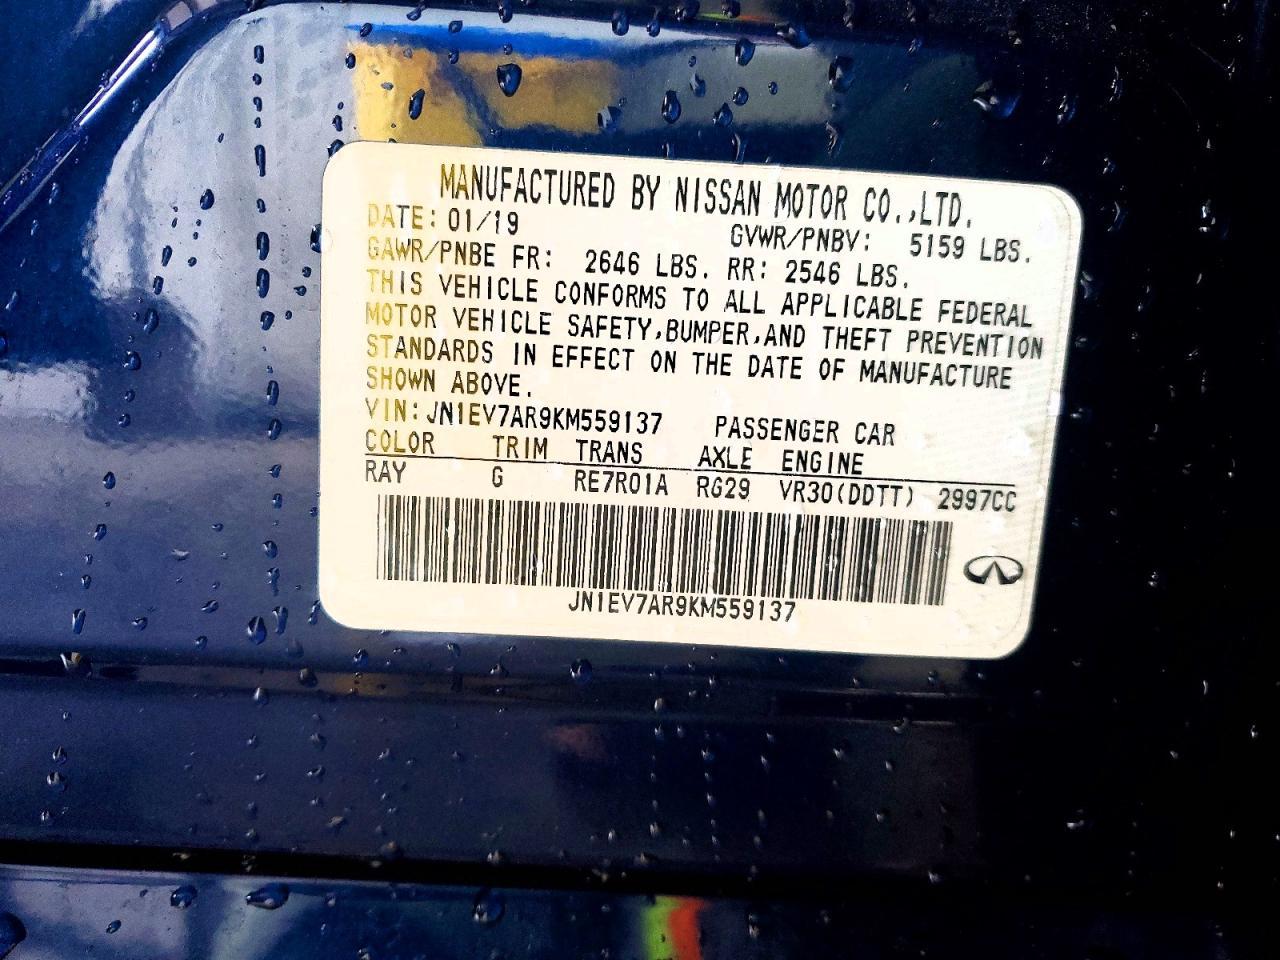 MANUFACTURED BY NISSAN MOTOR CO.,LTD.
DATE: 01/19 GVWR/PNBV: 5159 LBS.
GAWR/PNBE FR: 2646 LBS. RR: 2546 LBS.
THIS VEHICLE CONFORMS TO ALL APPLICABLE FEDERAL
MOTOR VEHICLE SAFETY,BUMPER,AND THEFT PREVENTION
STANDARDS IN EFFECT ON THE DATE OF MANUFACTURE
SHOWN ABOVE.
VIN: JN1EV7AR9KM559137 PASSENGER CAR
COLOR TRIM TRANS AXLE ENGINE
RAY G RE7R01A RG29 VR30(DDTT) 2997CC
JN1EV7AR9KM559137